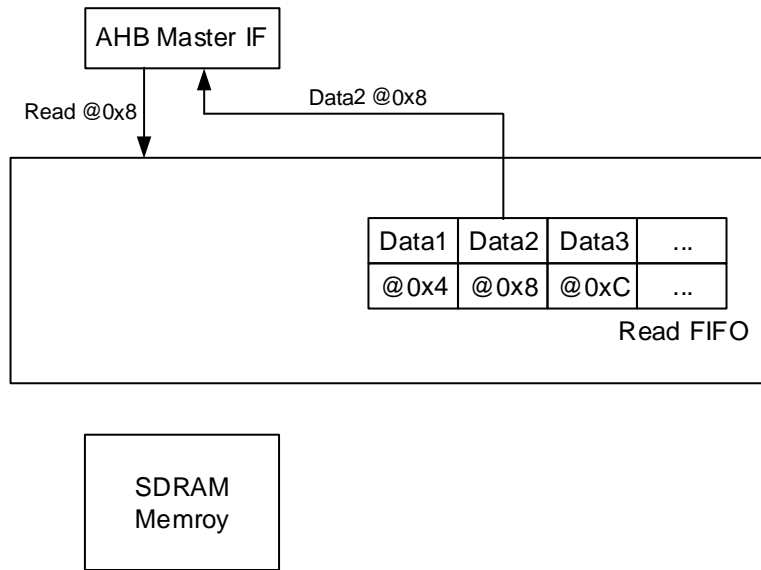 AHB Master IF
Read @0x8
Data2 @0x8
Data1 Data2 Data3 ...
@0x4 @0x8 @0xC ...
Read FIFO
SDRAM
Memroy